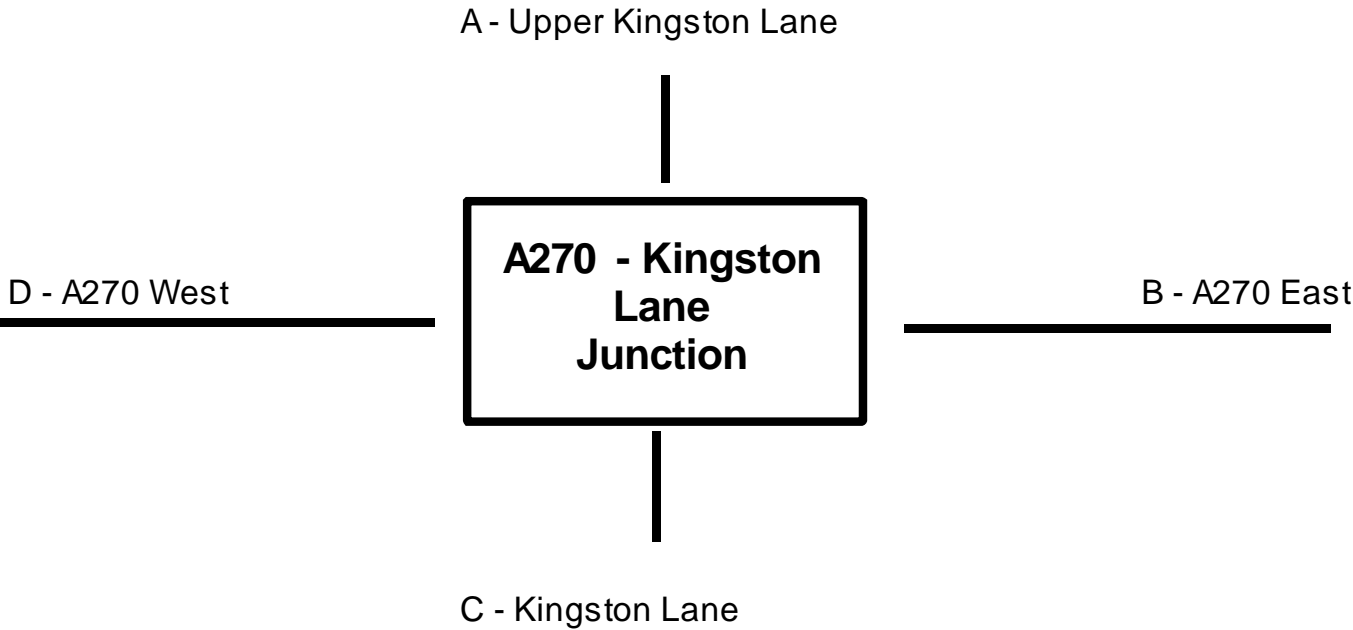 A - Upper Kingston Lane
A270 - Kingston
Lane
Junction
D - A270 West
B - A270 East
C - Kingston Lane